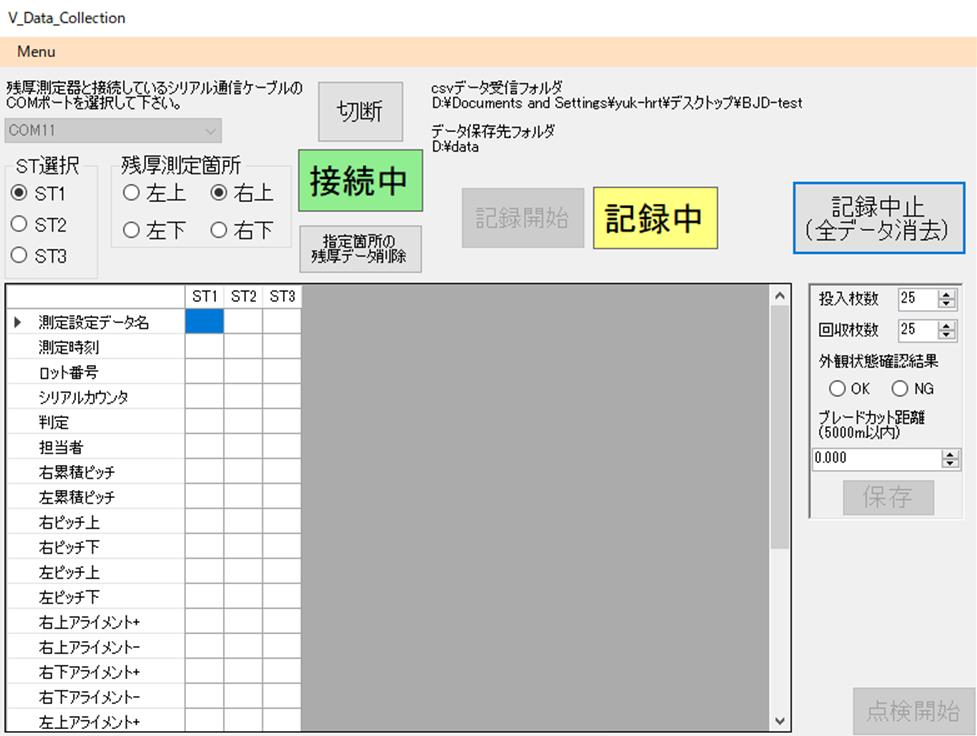 V_Data_Collection
Menu
残厚測定器と接続しているシリアル通信ケーブルの
COMポートを選択して下さい。
COM11
切断
csvデータ受信フォルダ
D:¥Documents and Settings¥yuk-hrt¥デスクトップ¥BJD-test
データ保存先フォルダ
D:¥data
ST選択
ST1
ST2
ST3
残厚測定箇所
左上 右上
左下 右下
接続中
指定箇所の
残厚データ削除
記録開始
記録中
記録中止
(全データ消去)
ST1 ST2 ST3
測定設定データ名
測定時刻
ロット番号
シリアルカウンタ
判定
担当者
右累積ピッチ
左累積ピッチ
右ピッチ上
右ピッチ下
左ピッチ上
左ピッチ下
右上アライメント+
右上アライメント-
右下アライメント+
右下アライメント-
左上アライメント+
投入枚数 25
回収枚数 25
外観状態確認結果
OK NG
ブレードカット距離
(5000m以内)
0.000
保存
点検開始